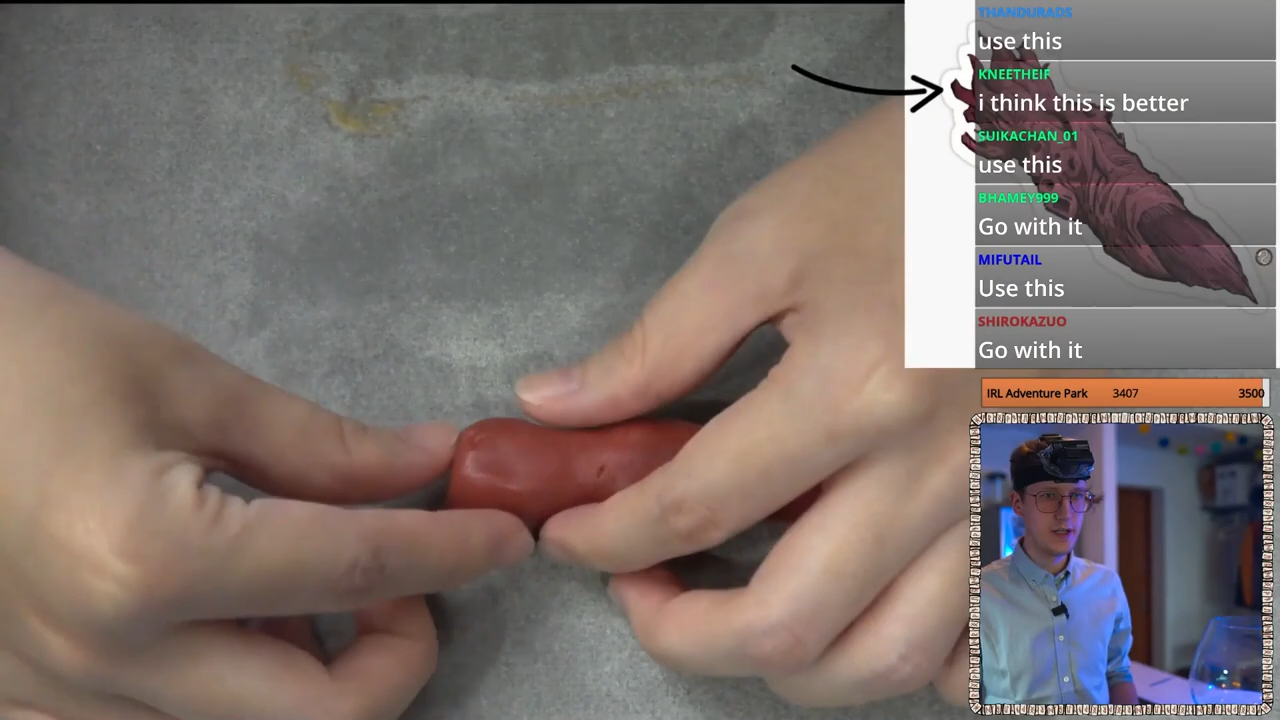 THANDURADS
use this
KNEETHEIF
i think this is better
SUIKACHAN_01
use this
BHAMEY999
Go with it
MIFUTAIL
Use this
SHIROKAZUO
Go with it
IRL Adventure Park 3407 3500